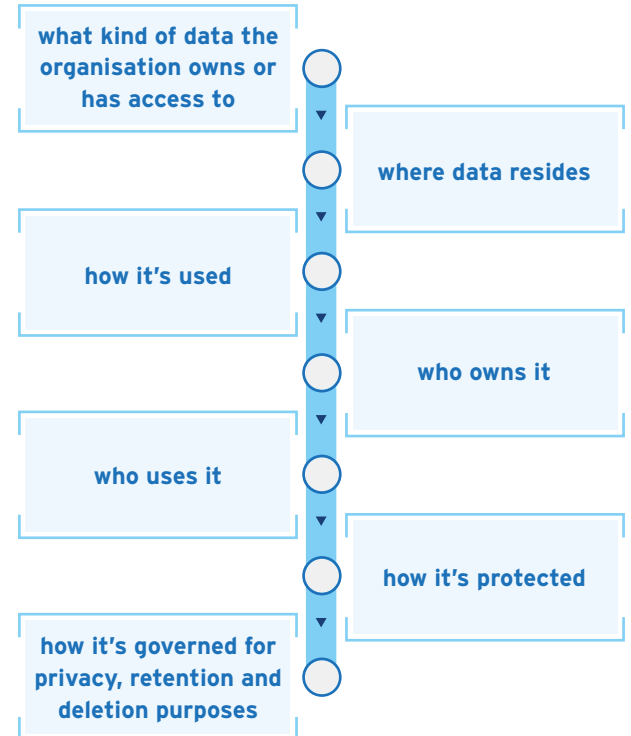 what kind of data the
organisation owns or
has access to
where data resides
how it's used
who owns it
who uses it
how it's protected
how it's governed for
privacy, retention and
deletion purposes